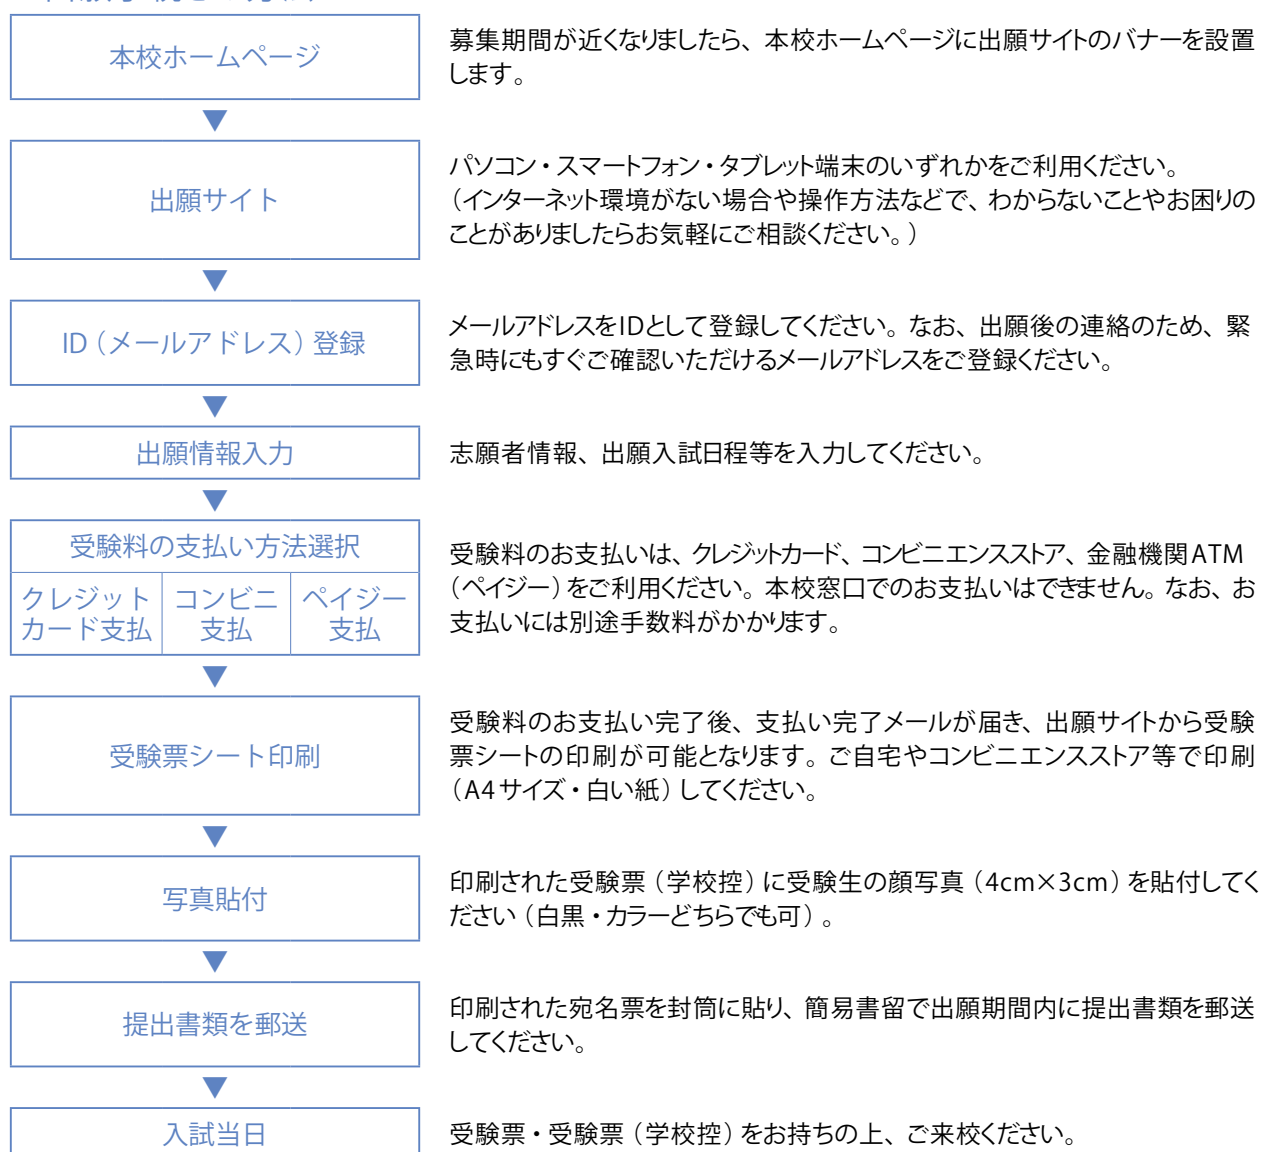 本校ホームページ
募集期間が近くなりましたら、本校ホームページに出願サイトのバナーを設置
します。
▼
出願サイト
パソコン・スマートフォン・タブレット端末のいずれかをご利用ください。
（インターネット環境がない場合や操作方法などで、わからないことやお困りの
ことがありましたらお気軽にご相談ください。）
▼
ID（メールアドレス）登録
メールアドレスをIDとして登録してください。なお、出願後の連絡のため、緊
急時にもすぐご確認いただけるメールアドレスをご登録ください。
▼
出願情報入力
志願者情報、出願入試日程等を入力してください。
▼
受験料の支払い方法選択
クレジット
カード支払
コンビニ
支払
ペイジー
支払
受験料のお支払いは、クレジットカード、コンビニエンスストア、金融機関ATM
（ペイジー）をご利用ください。本校窓口でのお支払いはできません。なお、お
支払いには別途手数料がかかります。
▼
受験票シート印刷
受験料のお支払い完了後、支払い完了メールが届き、出願サイトから受験
票シートの印刷が可能となります。ご自宅やコンビニエンスストア等で印刷
（A4サイズ・白い紙）してください。
▼
写真貼付
印刷された受験票（学校控）に受験生の顔写真（4cm×3cm）を貼付してく
ださい（白黒・カラーどちらでも可）。
▼
提出書類を郵送
印刷された宛名票を封筒に貼り、簡易書留で出願期間内に提出書類を郵送
してください。
▼
入試当日
受験票・受験票（学校控）をお持ちの上、ご来校ください。